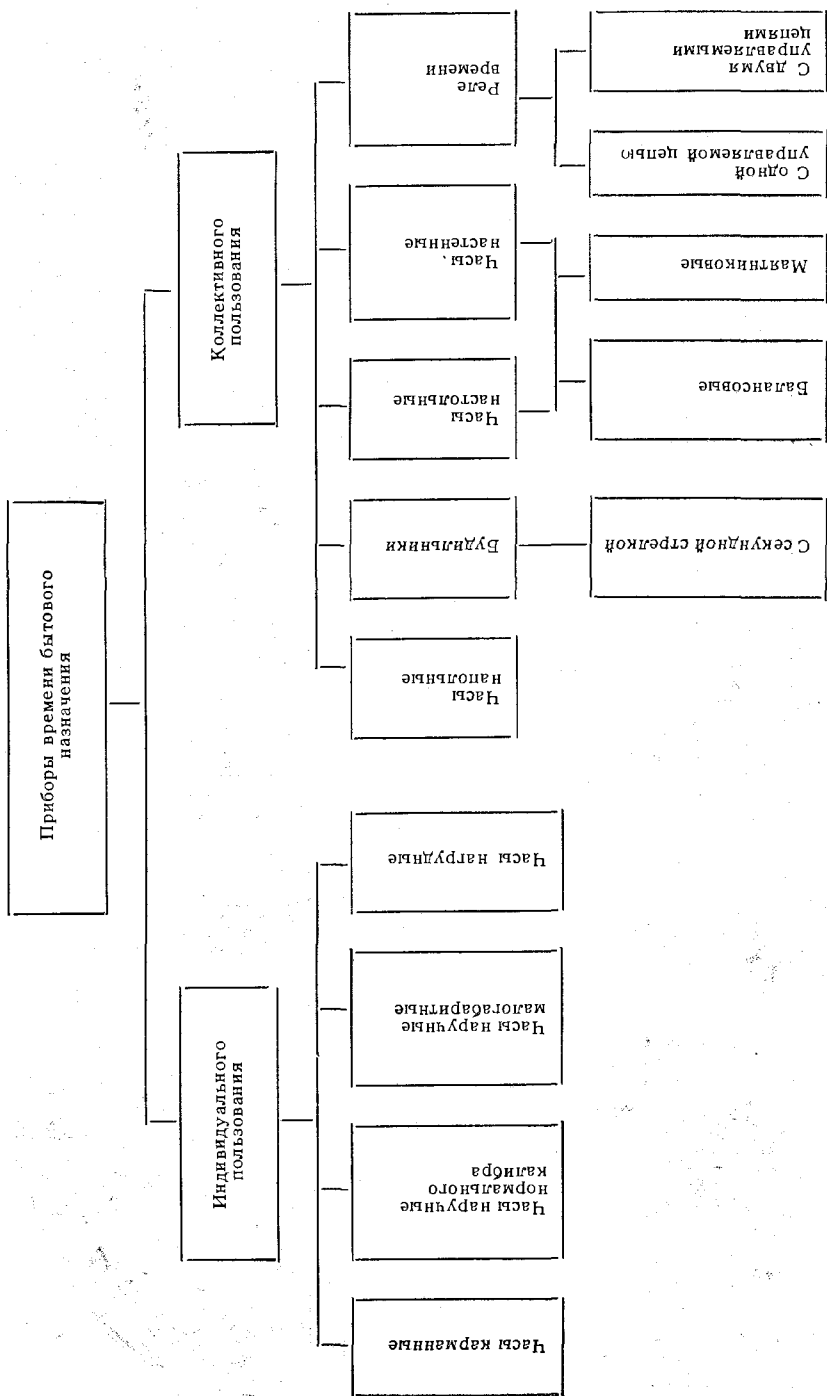 Приборы времени бытового
назначения
Индивидуального
пользования
Коллективного
пользования
Часы карманные
Часы наручные
нормального
калибра
Часы наручные
малогабаритные
Часы нагрудные
Часы
напольные
Будильники
Часы
настольные
Часы
настенные
Реле
времени
С секундной стрелкой
Балансовые
Маятниковые
С одной
управляемой цепью
С двумя
управляемыми
цепями